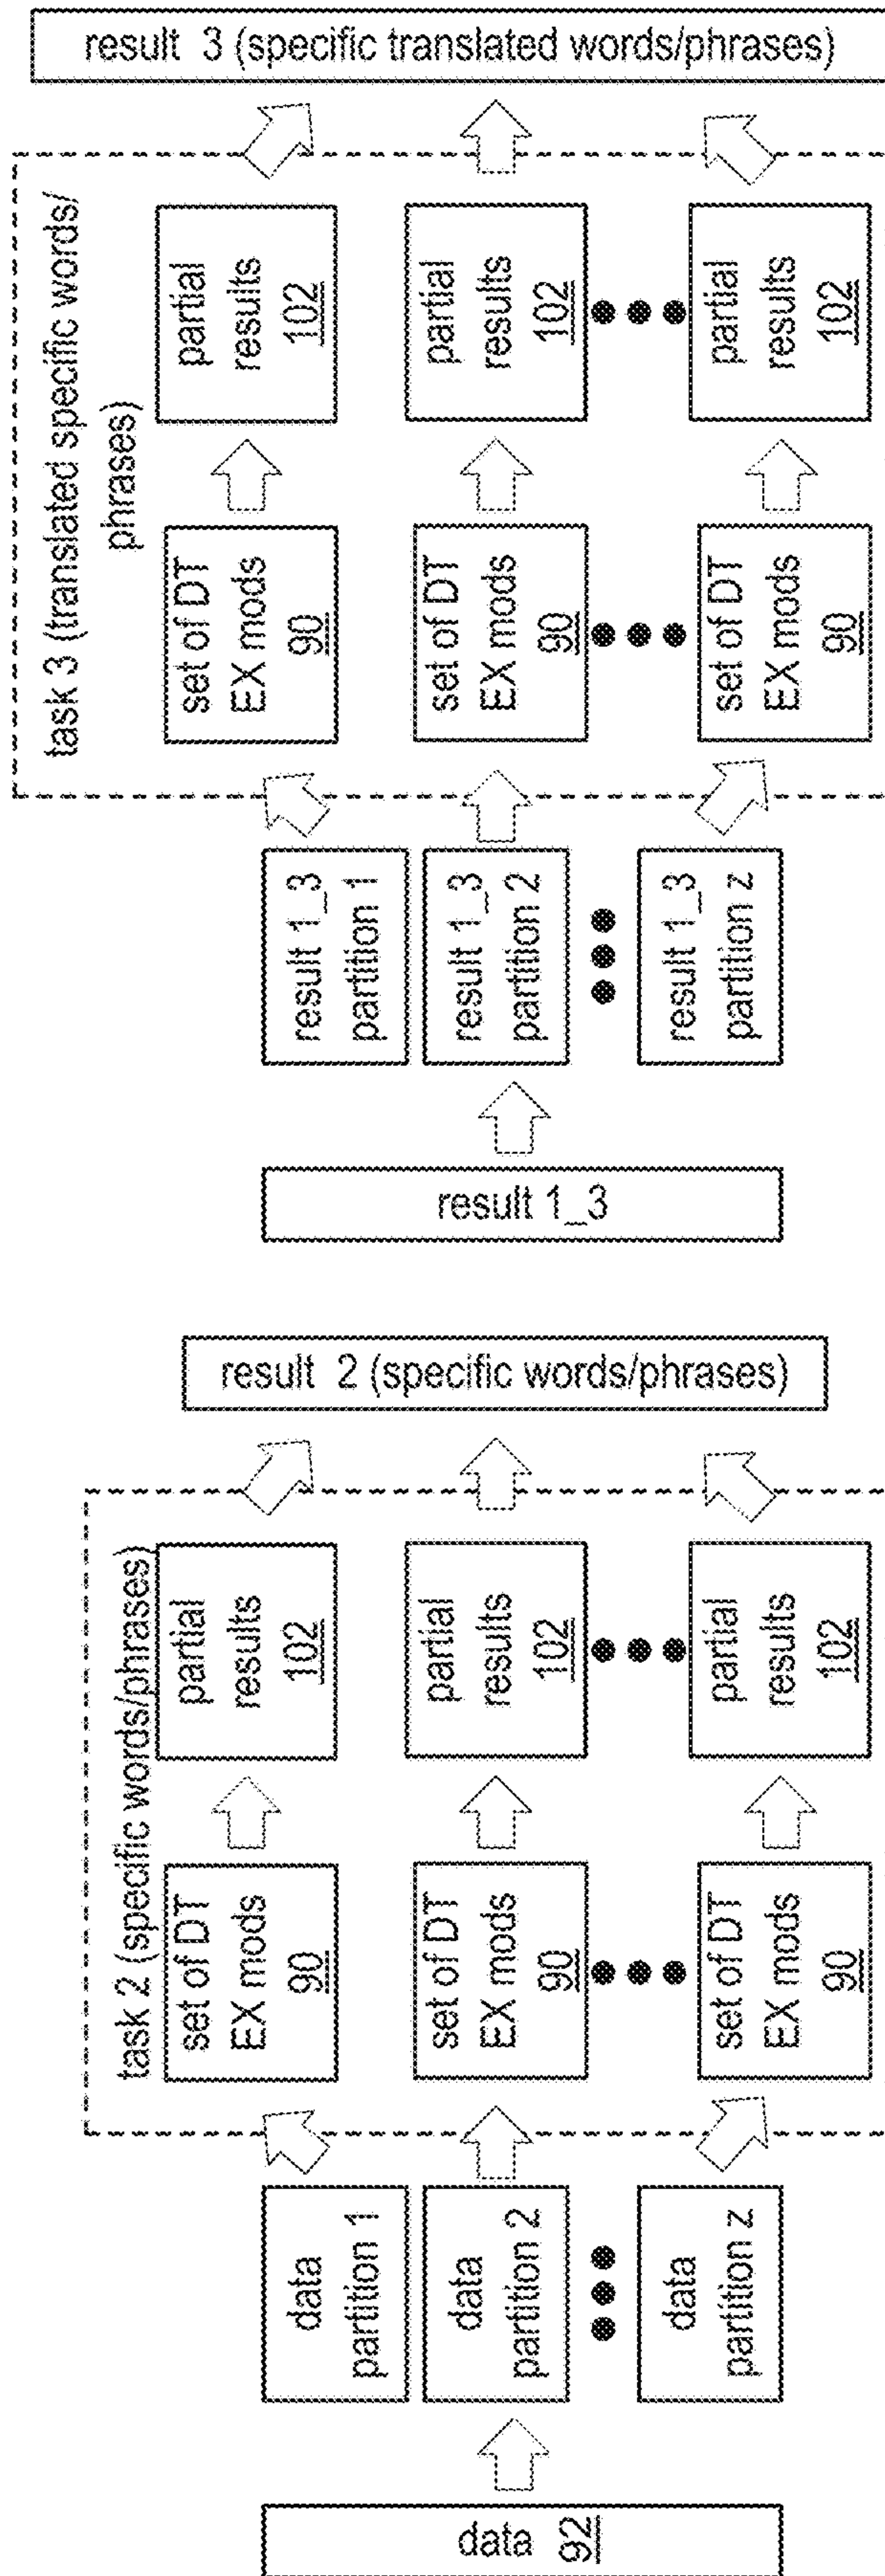 data 92
data
partition 1
data
partition 2
data
partition z
task 2 (specific words/phrases)
set of DT
EX mods
90
set of DT
EX mods
90
set of DT
EX mods
90
partial
results
102
partial
results
102
partial
results
102
result 2 (specific words/phrases)
result 1_3
result 1_3
partition 1
result 1_3
partition 2
result 1_3
partition z
task 3 (translated specific words/
phrases)
set of DT
EX mods
90
set of DT
EX mods
90
set of DT
EX mods
90
partial
results
102
partial
results
102
partial
results
102
result 3 (specific translated words/phrases)